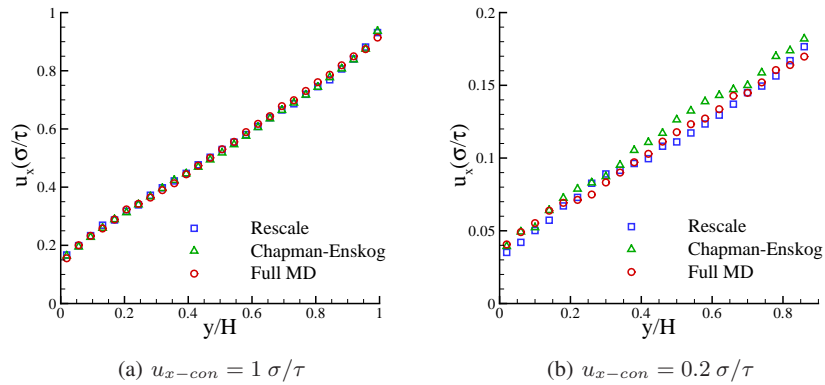 1
0.8
0.6
0.4
0.2
0
u_x(σ/τ)
0 0.2 0.4 0.6 0.8 1
y/H
Rescale
Chapman-Enskog
Full MD
(a) u_{x−con} = 1 σ/τ
0.2
0.15
0.1
0.05
0
u_x(σ/τ)
0 0.2 0.4 0.6 0.8
y/H
Rescale
Chapman-Enskog
Full MD
(b) u_{x−con} = 0.2 σ/τ